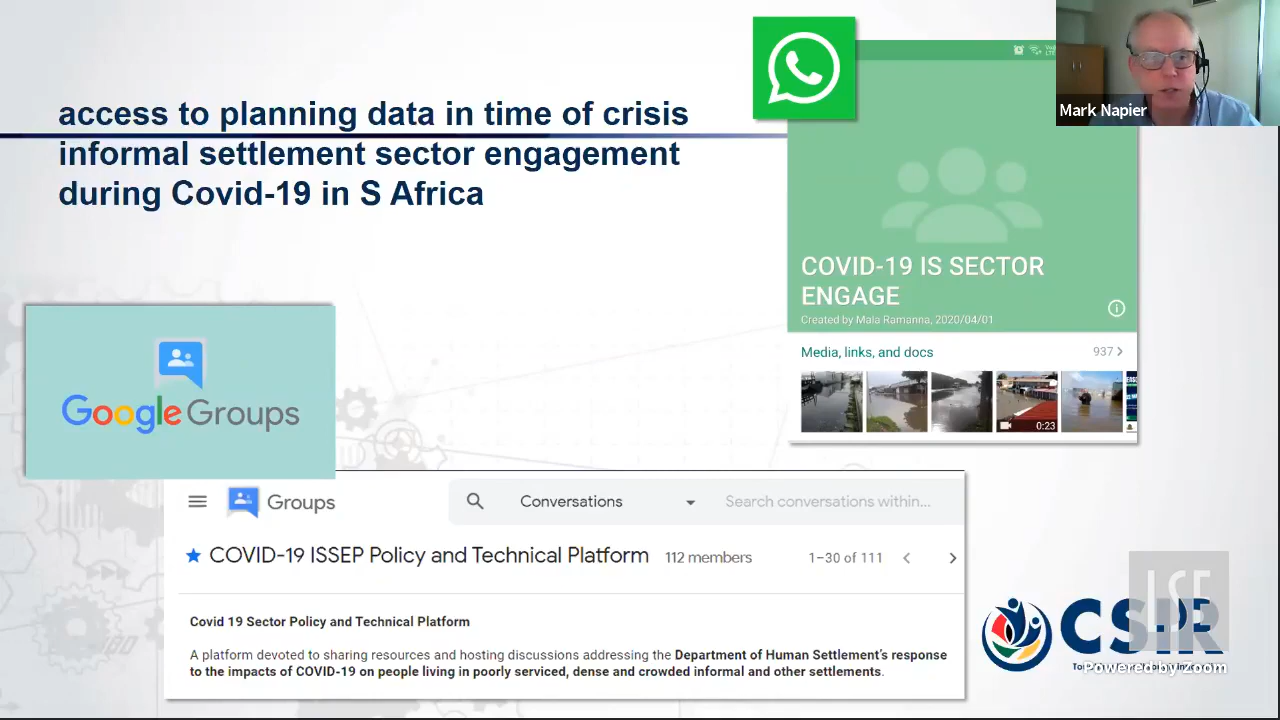 access to planning data in time of crisis
informal settlement sector engagement
during Covid-19 in S Africa
Mark Napier
COVID-19 IS SECTOR
ENGAGE
Created by Mala Ramanna, 2020/04/01
Media, links, and docs
937
0:23
Google Groups
Groups
Conversations
Search conversations within...
COVID-19 ISSEP Policy and Technical Platform
112 members
1–30 of 111
Covid 19 Sector Policy and Technical Platform
A platform devoted to sharing resources and hosting discussions addressing the Department of Human Settlement's response
to the impacts of COVID-19 on people living in poorly serviced, dense and crowded informal and other settlements.
LSE
CSIR
Powered by Zoom